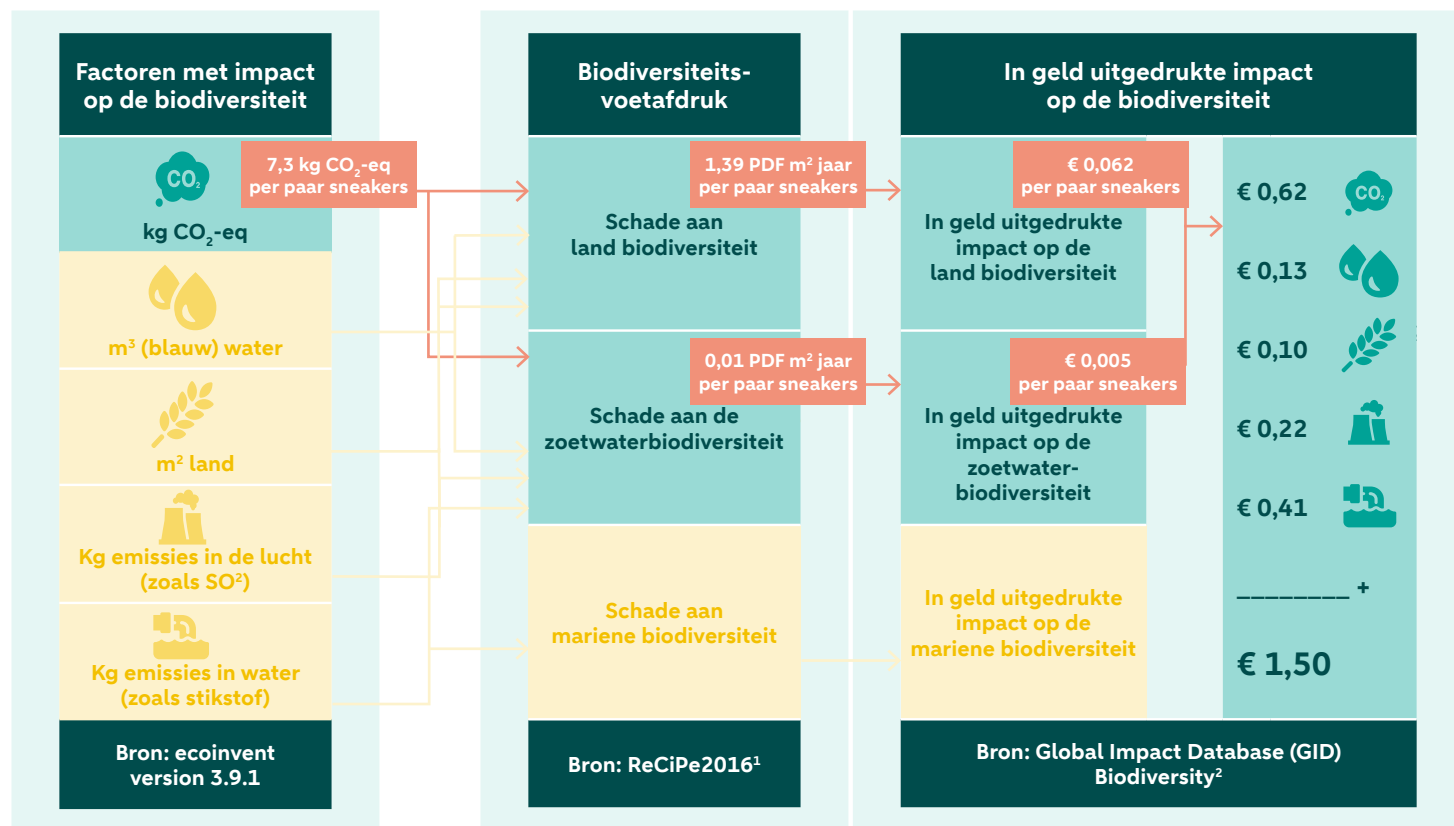 Factoren met impact
op de biodiversiteit
CO₂
kg CO₂-eq
7,3 kg CO₂-eq
per paar sneakers
m³ (blauw) water
m² land
Kg emissies in de lucht
(zoals SO²)
Kg emissies in water
(zoals stikstof)
Bron: ecoinvent
version 3.9.1
Biodiversiteits-
voetafdruk
1,39 PDF m² jaar
per paar sneakers
Schade aan
land biodiversiteit
0,01 PDF m² jaar
per paar sneakers
Schade aan de
zoetwaterbiodiversiteit
Schade aan
mariene biodiversiteit
Bron: ReCiPe2016¹
In geld uitgedrukte impact
op de biodiversiteit
€ 0,062
per paar sneakers
In geld uitgedrukte
impact op de
land biodiversiteit
€ 0,005
per paar sneakers
In geld uitgedrukte
impact op de
zoetwater-
biodiversiteit
In geld uitgedrukte
impact op de
mariene biodiversiteit
€ 0,62
CO₂
€ 0,13
€ 0,10
€ 0,22
€ 0,41
_________ +
€ 1,50
Bron: Global Impact Database (GID)
Biodiversity²